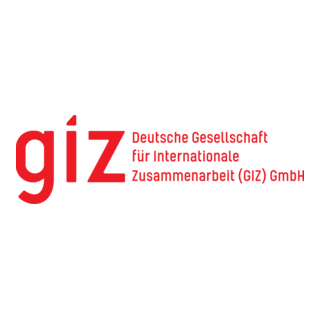 giz
Deutsche Gesellschaft
für Internationale
Zusammenarbeit (GIZ) GmbH